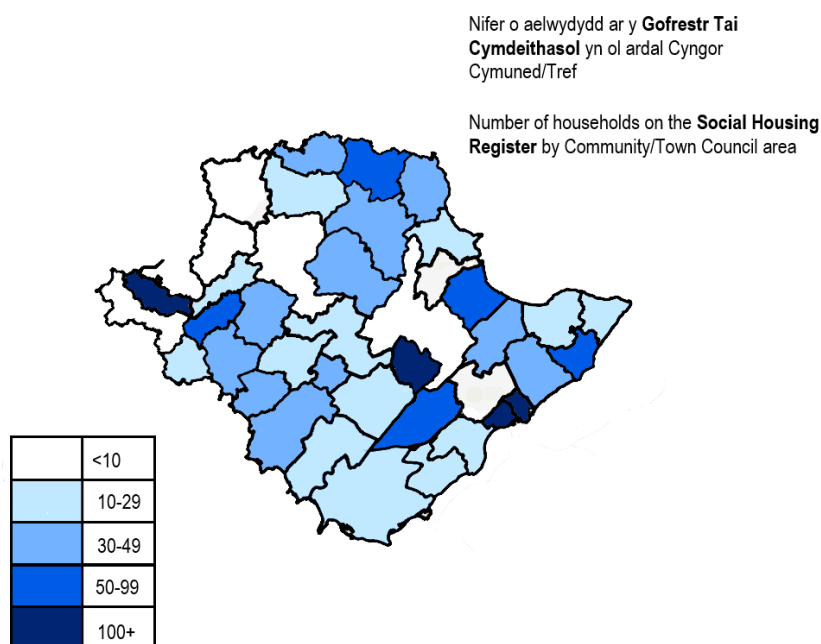 Nifer o aelwydydd ar y Gofrestr Tai
Cymdeithasol yn ol ardal Cyngor
Cymuned/Tref
Number of households on the Social Housing
Register by Community/Town Council area
<10
10-29
30-49
50-99
100+